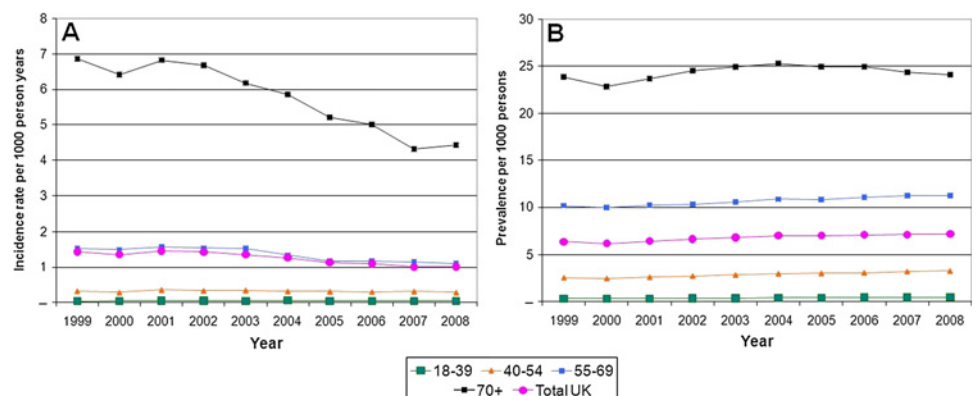 A
8
7
6
5
4
3
2
1
–
Incidence rate per 1000 person years
1999 2000 2001 2002 2003 2004 2005 2006 2007 2008
Year
B
30
25
20
15
10
5
–
Prevalence per 1000 persons
1999 2000 2001 2002 2003 2004 2005 2006 2007 2008
Year
18-39 40-54 55-69
70+ Total UK